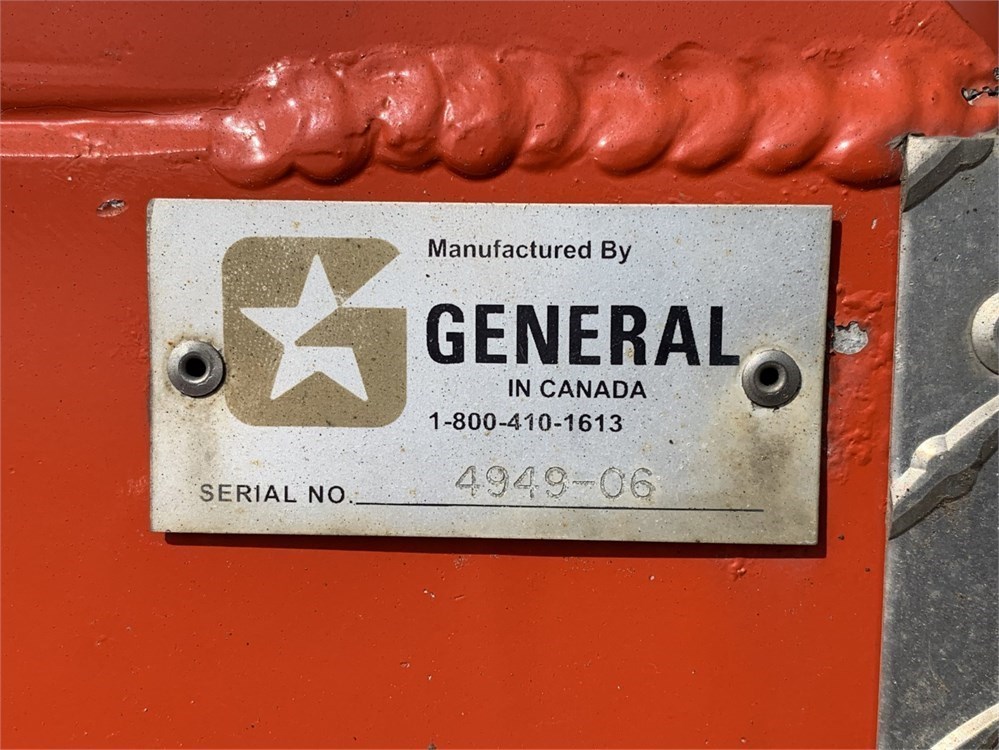 Manufactured By
GENERAL
IN CANADA
1-800-410-1613
SERIAL NO. 4949-06